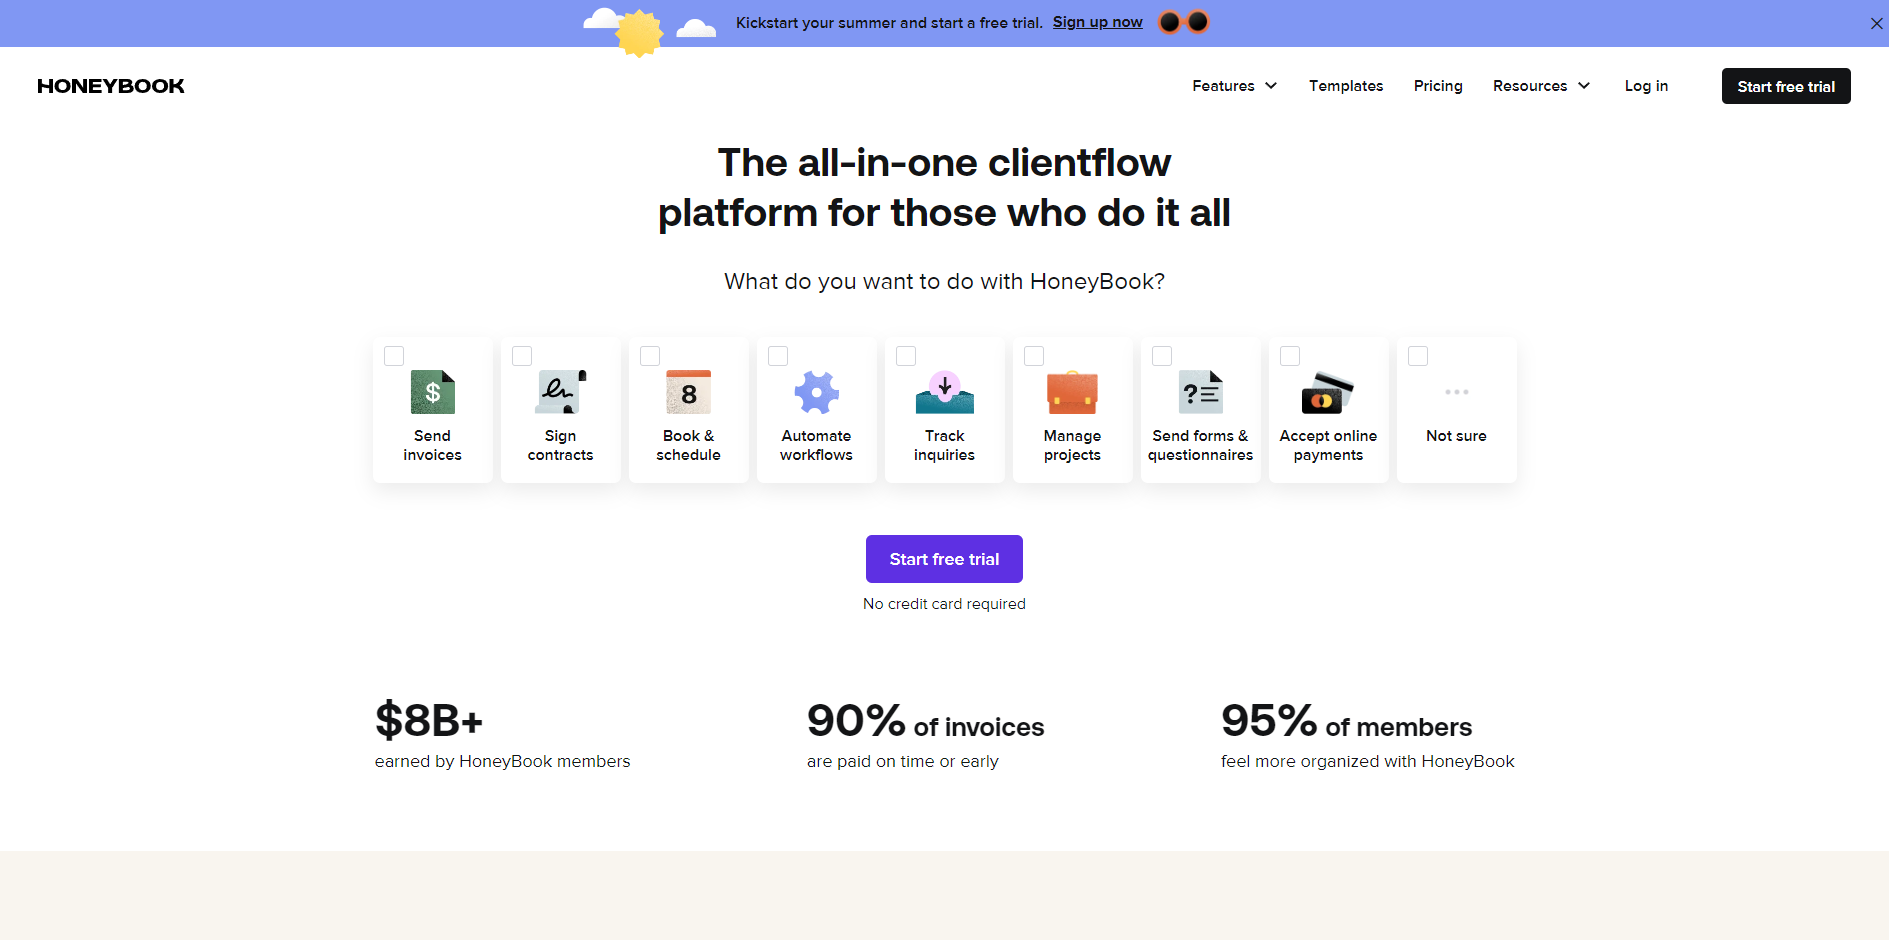 Kickstart your summer and start a free trial. Sign up now
HONEYBOOK
Features
Templates
Pricing
Resources
Log in
Start free trial
The all-in-one clientflow
platform for those who do it all
What do you want to do with HoneyBook?
$
Send
invoices
Sign
contracts
8
Book &
schedule
Automate
workflows
Track
inquiries
Manage
projects
?
Send forms &
questionnaires
Accept online
payments
Not sure
Start free trial
No credit card required
$8B+
earned by HoneyBook members
90% of invoices
are paid on time or early
95% of members
feel more organized with HoneyBook